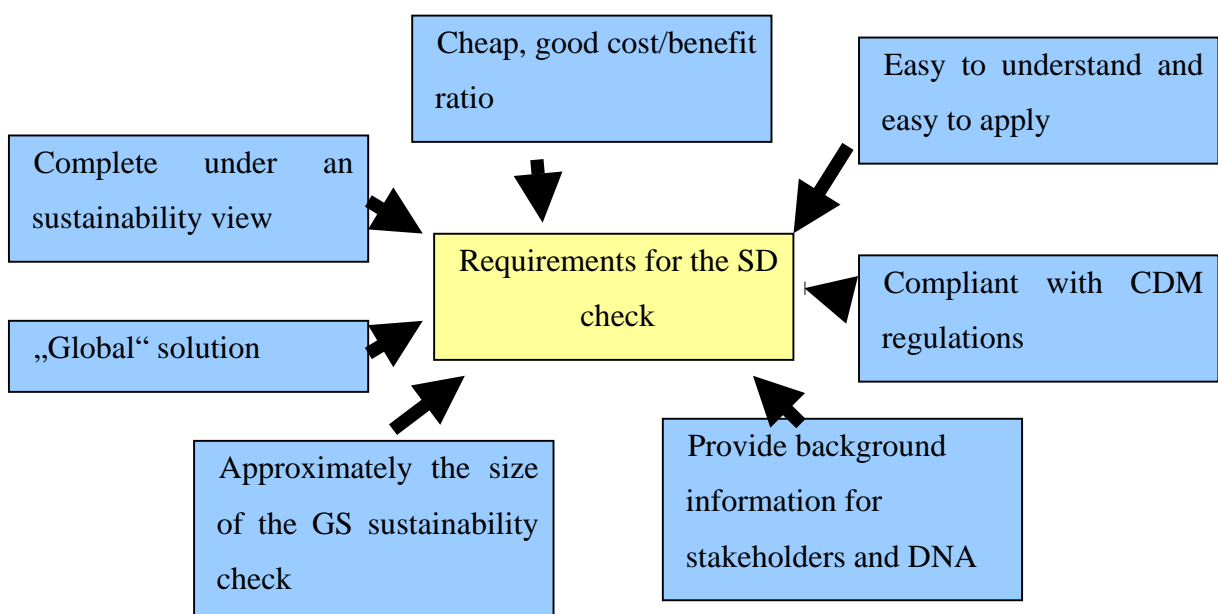 Cheap, good cost/benefit
ratio
Easy to understand and
easy to apply
Complete under an
sustainability view
Requirements for the SD
check
Compliant with CDM
regulations
„Global“ solution
Approximately the size
of the GS sustainability
check
Provide background
information for
stakeholders and DNA